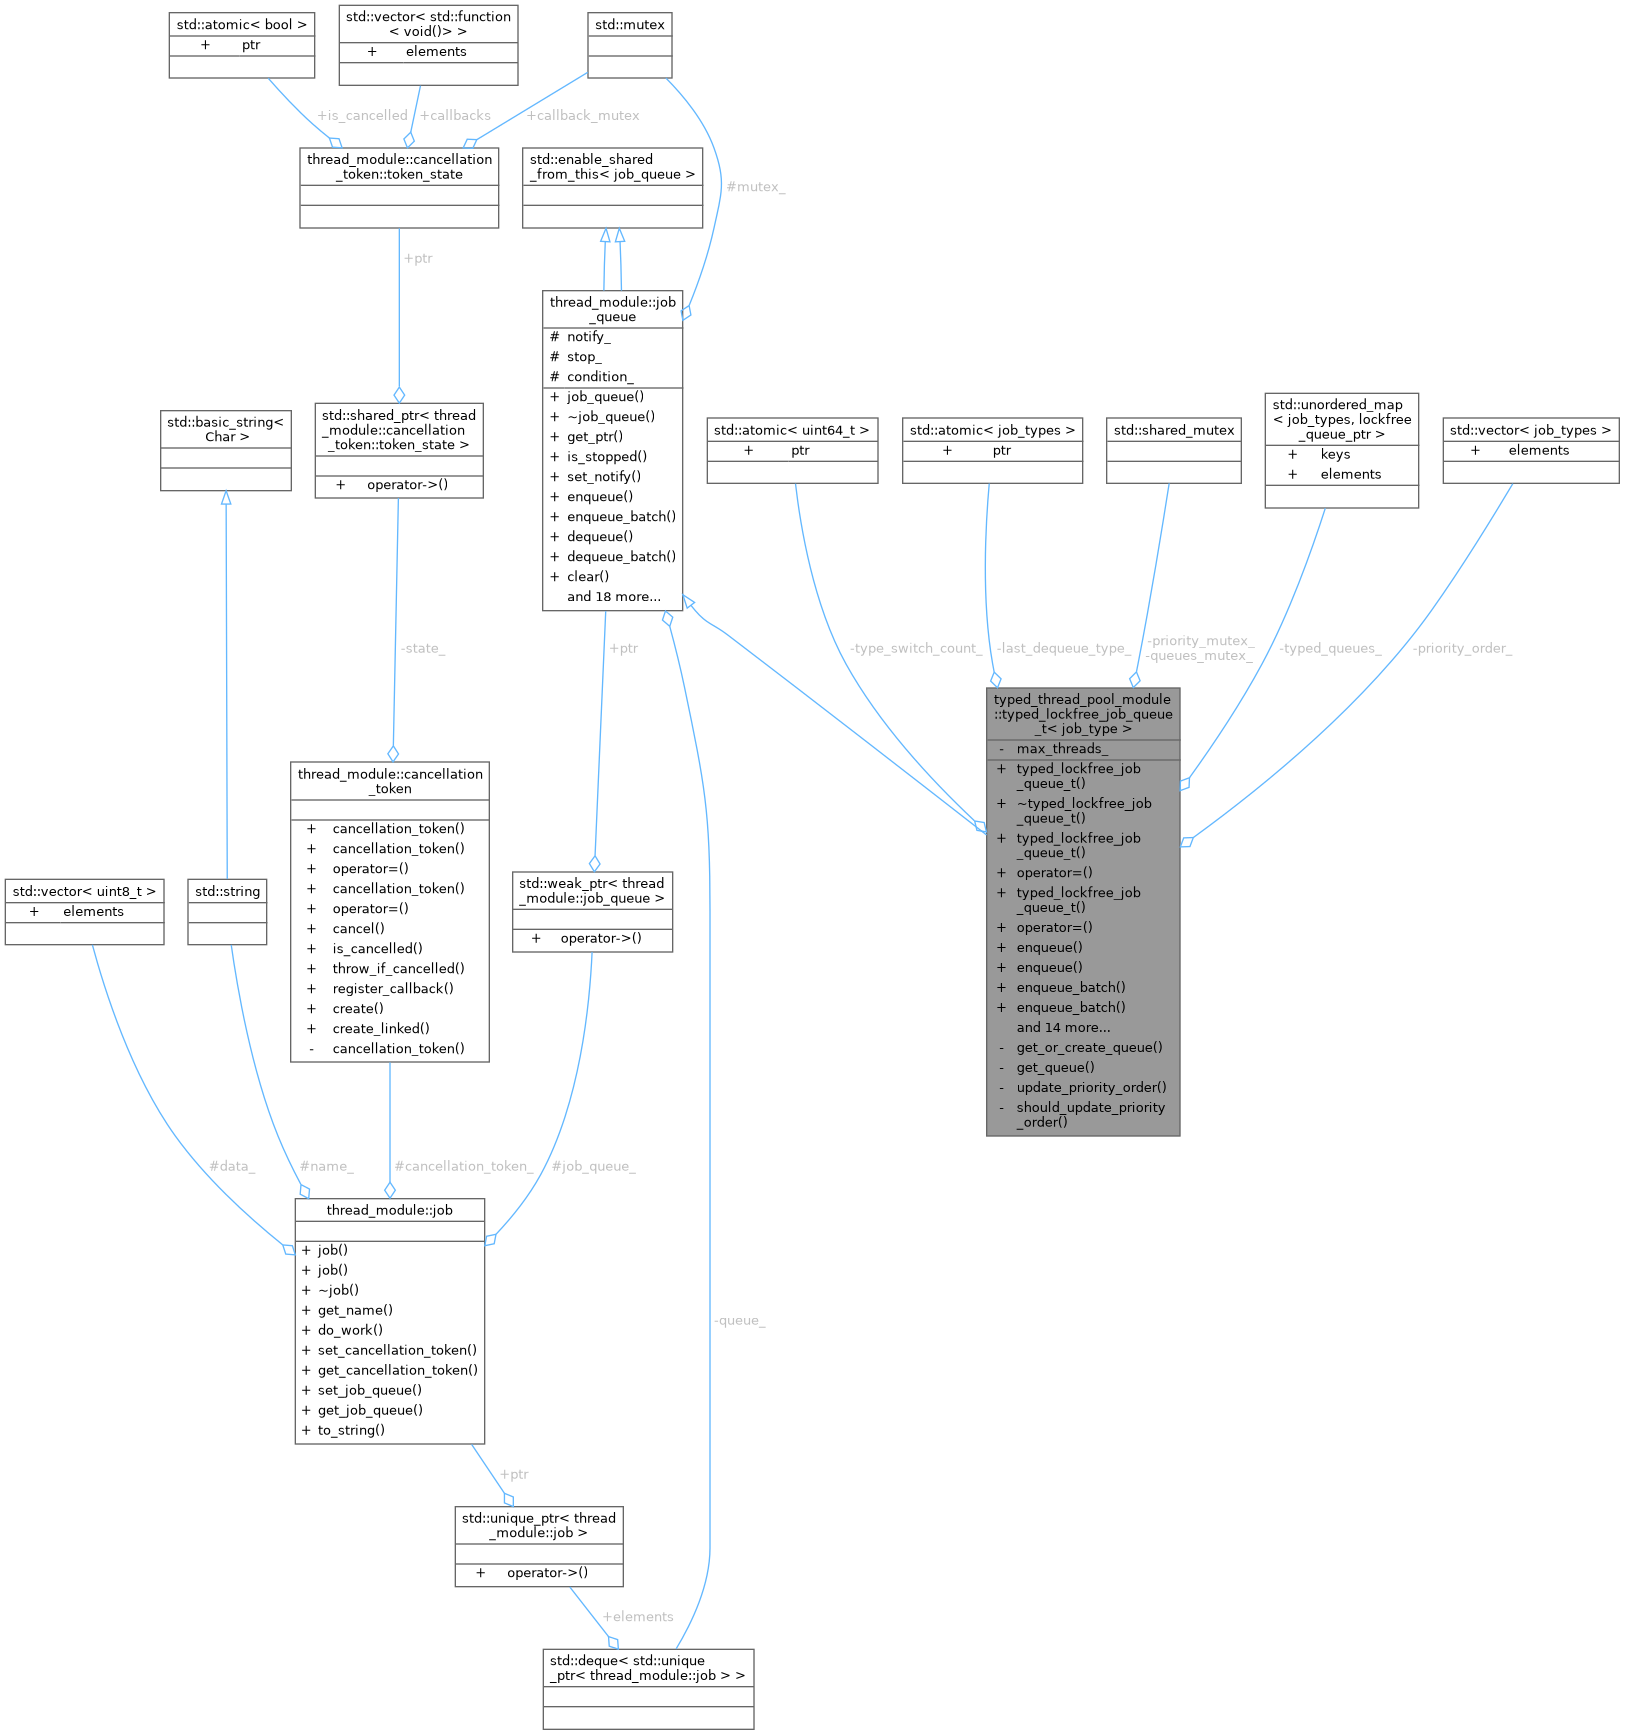 std::atomic< bool >
+ ptr
std::vector< std::function
< void()> >
+ elements
std::mutex
+is_cancelled
+callbacks
+callback_mutex
thread_module::cancellation
_token::token_state
std::enable_shared
_from_this< job_queue >
#mutex_
+ptr
thread_module::job
_queue
# notify_
# stop_
# condition_
+ job_queue()
+ ~job_queue()
+ get_ptr()
+ is_stopped()
+ set_notify()
+ enqueue()
+ enqueue_batch()
+ dequeue()
+ dequeue_batch()
+ clear()
and 18 more...
std::basic_string<
Char >
std::shared_ptr< thread
_module::cancellation
_token::token_state >
+ operator->()
std::atomic< uint64_t >
+ ptr
std::atomic< job_types >
+ ptr
std::shared_mutex
std::unordered_map
< job_types, lockfree
_queue_ptr >
+ keys
+ elements
std::vector< job_types >
+ elements
-state_
+ptr
-type_switch_count_
-last_dequeue_type_
-priority_mutex_
-queues_mutex_
-typed_queues_
-priority_order_
typed_thread_pool_module
::typed_lockfree_job_queue
_t< job_type >
- max_threads_
+ typed_lockfree_job
_queue_t()
+ ~typed_lockfree_job
_queue_t()
+ typed_lockfree_job
_queue_t()
+ operator=()
+ typed_lockfree_job
_queue_t()
+ operator=()
+ enqueue()
+ enqueue()
+ enqueue_batch()
+ enqueue_batch()
and 14 more...
- get_or_create_queue()
- get_queue()
- update_priority_order()
- should_update_priority
_order()
thread_module::cancellation
_token
+ cancellation_token()
+ cancellation_token()
+ operator=()
+ cancellation_token()
+ operator=()
+ cancel()
+ is_cancelled()
+ throw_if_cancelled()
+ register_callback()
+ create()
+ create_linked()
- cancellation_token()
std::vector< uint8_t >
+ elements
std::string
std::weak_ptr< thread
_module::job_queue >
+ operator->()
#data_
#name_
#cancellation_token_
#job_queue_
thread_module::job
+ job()
+ job()
+ ~job()
+ get_name()
+ do_work()
+ set_cancellation_token()
+ get_cancellation_token()
+ set_job_queue()
+ get_job_queue()
+ to_string()
-queue_
+ptr
std::unique_ptr< thread
_module::job >
+ operator->()
+elements
std::deque< std::unique
_ptr< thread_module::job > >